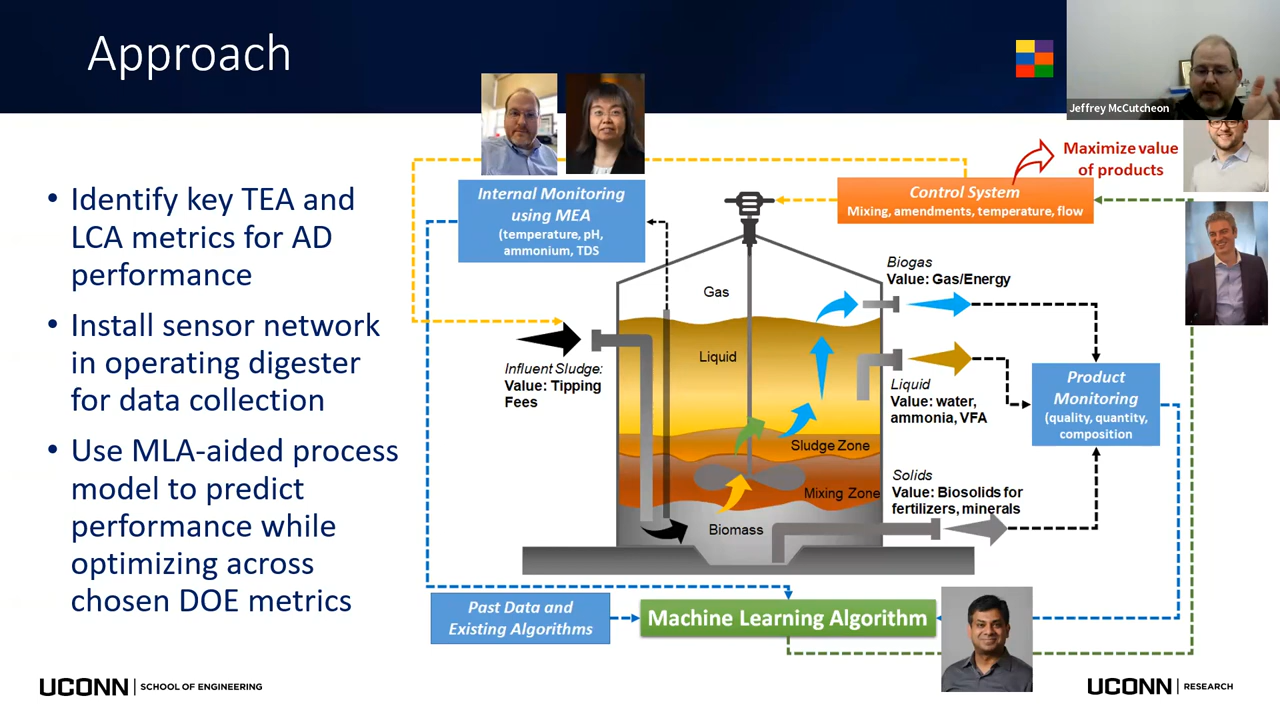 Approach
Jeffrey McCutcheon
• Identify key TEA and
LCA metrics for AD
performance
• Install sensor network
in operating digester
for data collection
• Use MLA-aided process
model to predict
performance while
optimizing across
chosen DOE metrics
Internal Monitoring
using MEA
(temperature, pH,
ammonium, TDS
Control System
Mixing, amendments, temperature, flow
Maximize value
of products
Influent Sludge:
Value: Tipping
Fees
Gas
Liquid
Sludge Zone
Mixing Zone
Biomass
Biogas
Value: Gas/Energy
Liquid
Value: water,
ammonia, VFA
Solids
Value: Biosolids for
fertilizers, minerals
Product
Monitoring
(quality, quantity,
composition
Past Data and
Existing Algorithms
Machine Learning Algorithm
UCONN | SCHOOL OF ENGINEERING
UCONN | RESEARCH